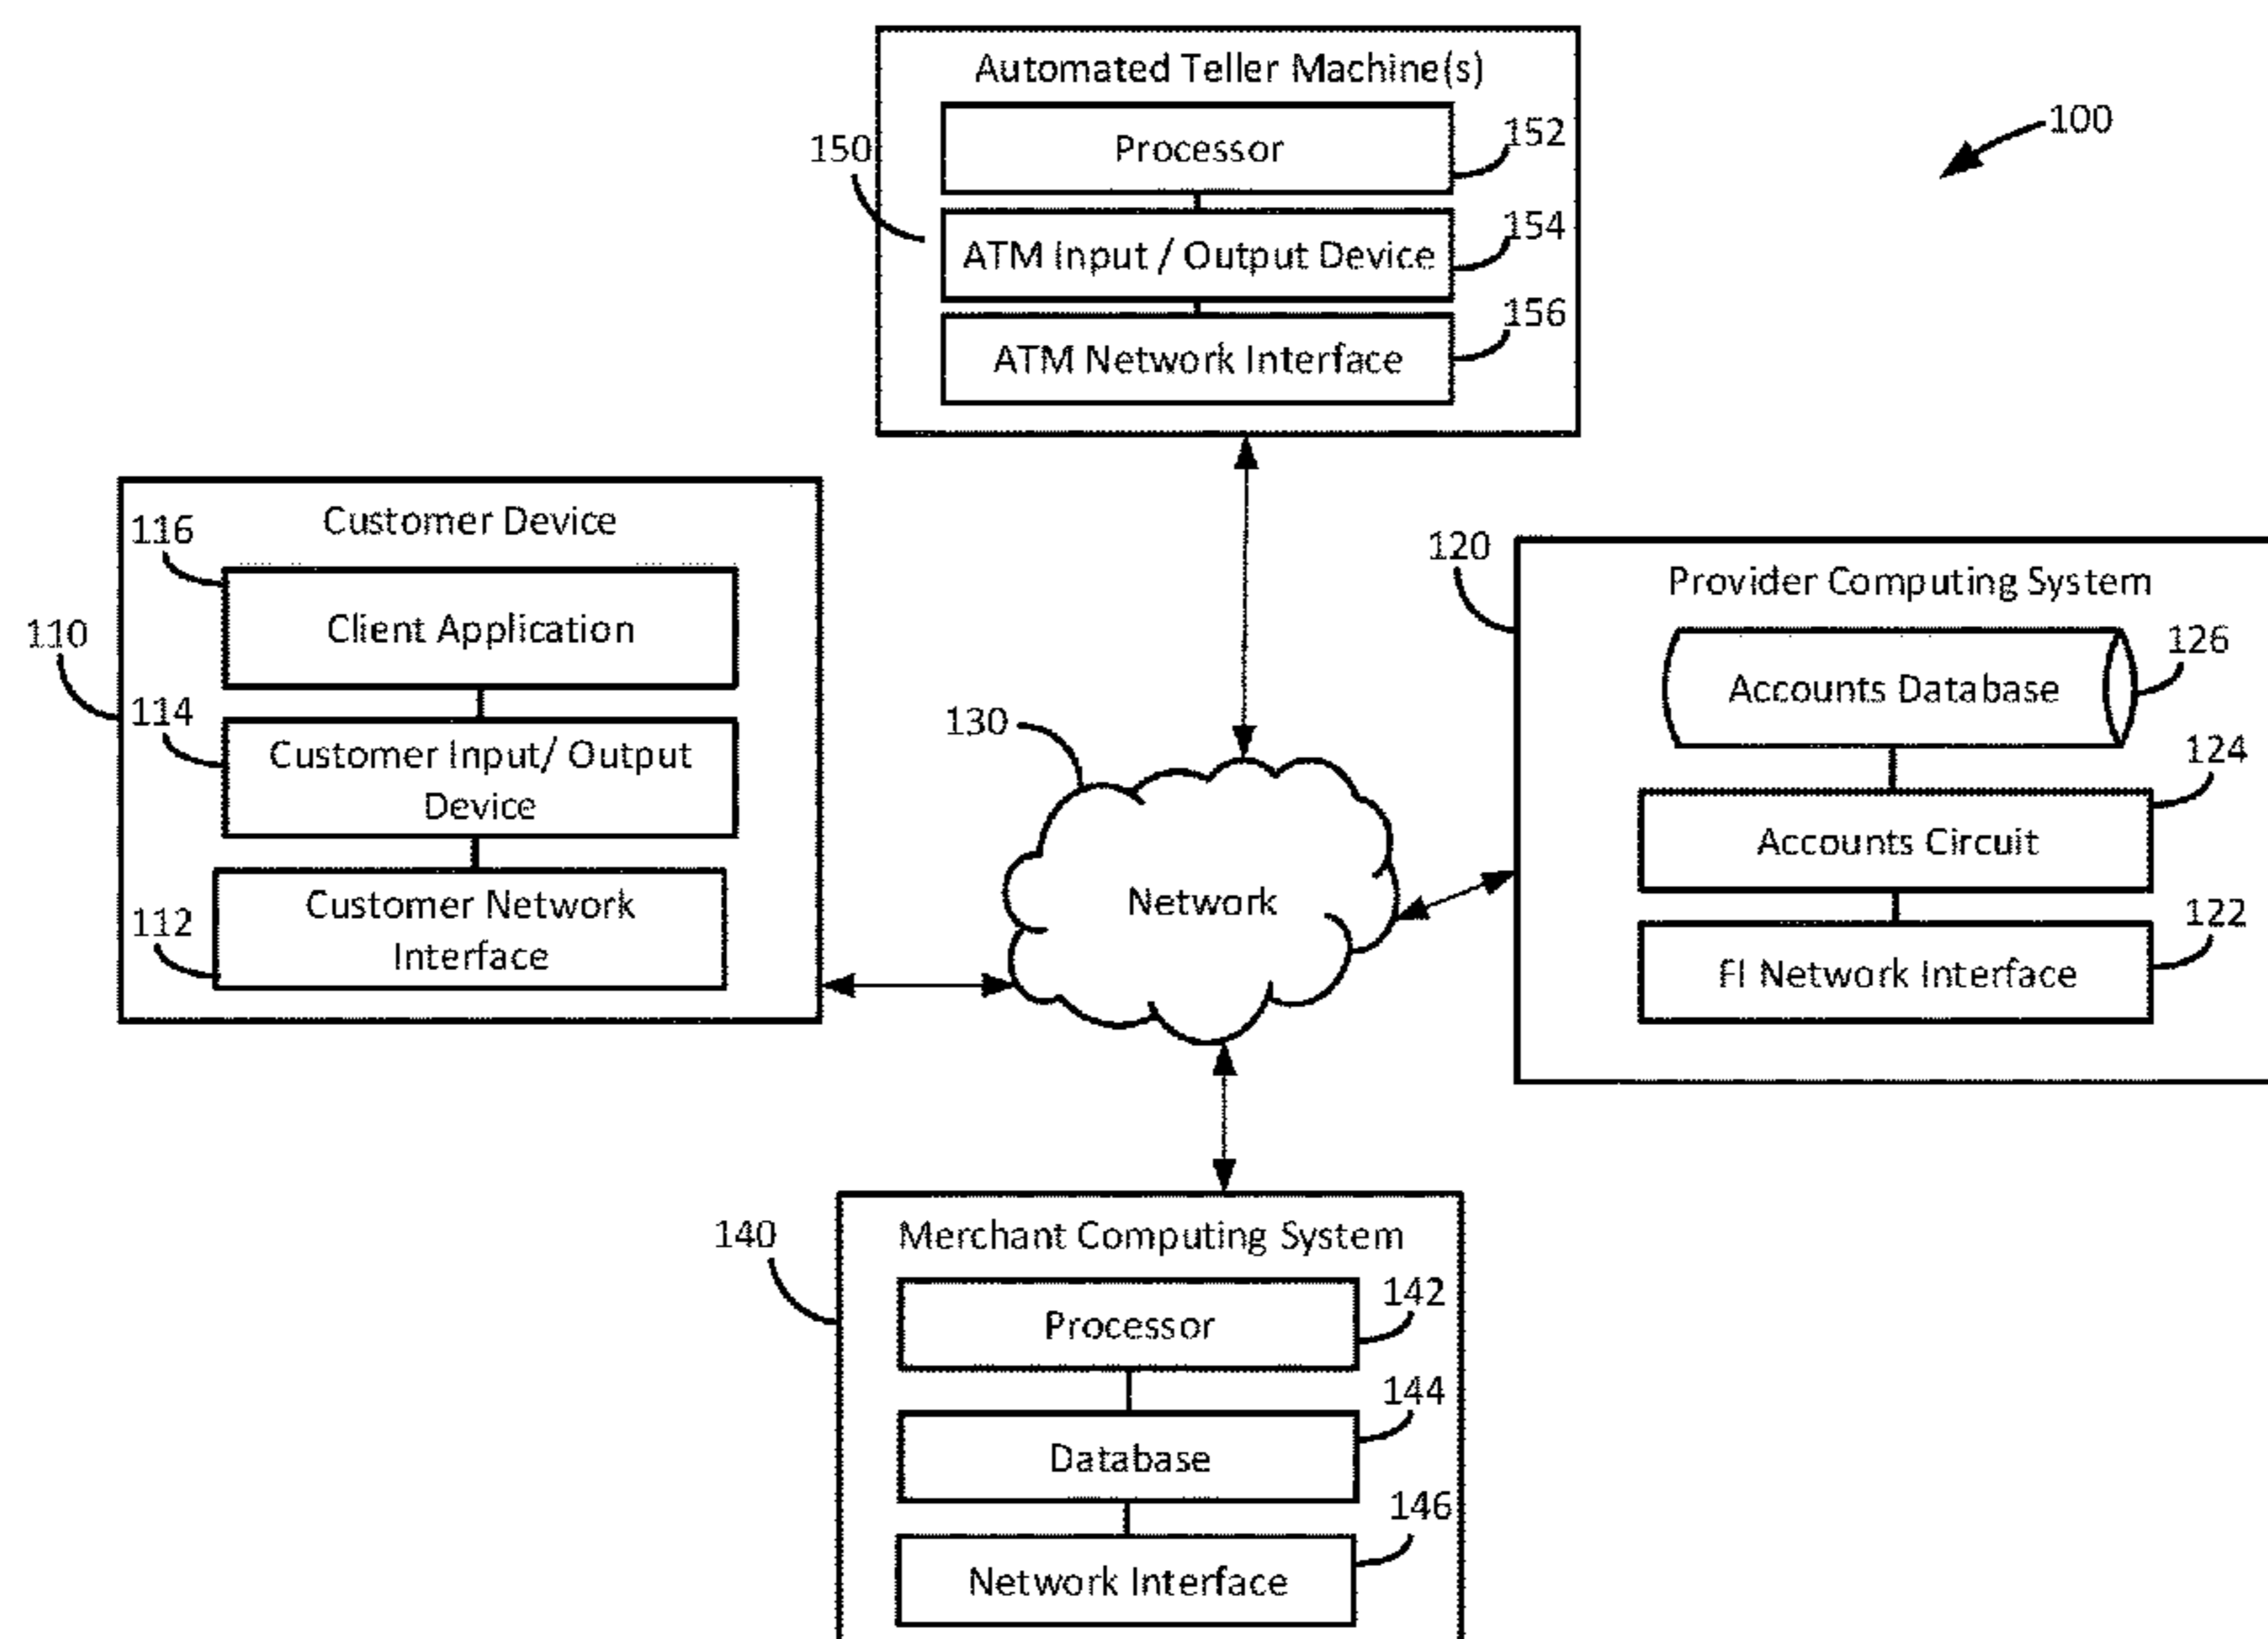 Automated Teller Machine(s)
150
Processor
152
ATM Input / Output Device
154
ATM Network Interface
156
100
Customer Device
110
116
Client Application
114
Customer Input/ Output
Device
112
Customer Network
Interface
130
Network
120
Provider Computing System
Accounts Database
126
Accounts Circuit
124
FI Network Interface
122
140
Merchant Computing System
Processor
142
Database
144
Network Interface
146